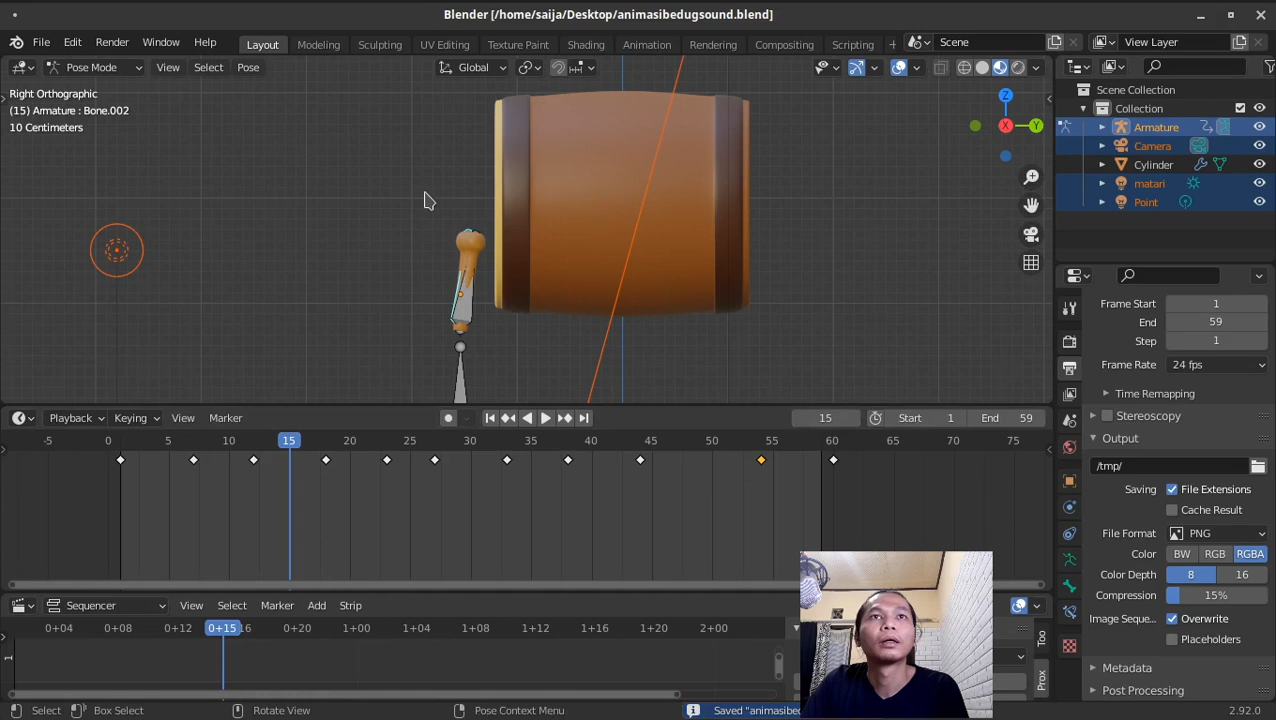 Blender [/home/saija/Desktop/animasibedugsound.blend]
File Edit Render Window Help Layout Modeling Sculpting UV Editing Texture Paint Shading Animation Rendering Compositing Scripting + Scene View Layer
Pose Mode View Select Pose Global
Right Orthographic
(15) Armature : Bone.002
10 Centimeters
Z
X
Y
Scene Collection
Collection
Armature
Camera
Cylinder
matari
Point
Frame Start 1
End 59
Step 1
Frame Rate 24 fps
Time Remapping
Stereoscopy
Output
/tmp/
Saving File Extensions
Cache Result
File Format PNG
Color BW RGB RGBA
Color Depth 8 16
Compression 15%
Image Seque... Overwrite
Placeholders
Metadata
Post Processing
Playback Keying View Marker 15 Start 1 End 59
-5 0 5 10 15 20 25 30 35 40 45 50 55 60 65 70 75
Sequencer View Select Marker Add Strip
0+04 0+08 0+12 0+15 16 0+20 1+00 1+04 1+08 1+12 1+16 1+20 2+00
1
Too
Prox
Select Box Select Rotate View Pose Context Menu Saved "animasibec 2.92.0